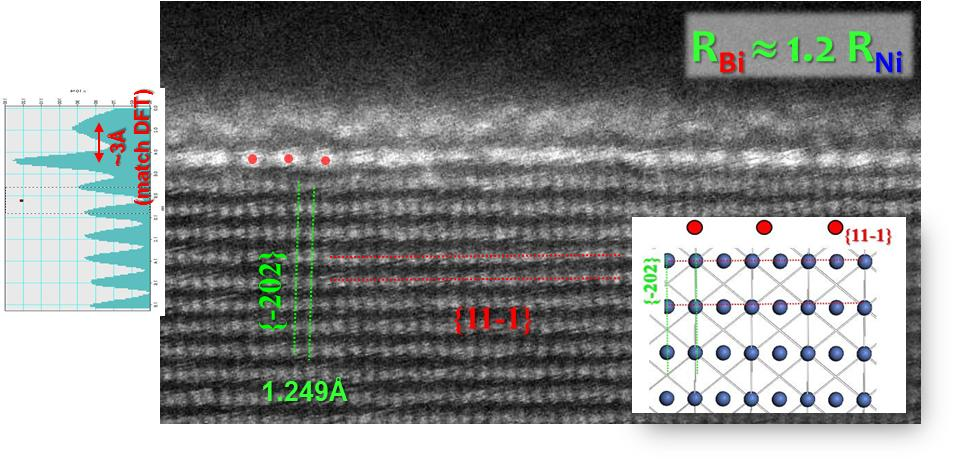 R_Bi ≈ 1.2 R_Ni
~3Å
(match DFT)
{-202}
{11-1}
1.249Å
{11-1}
{-202}